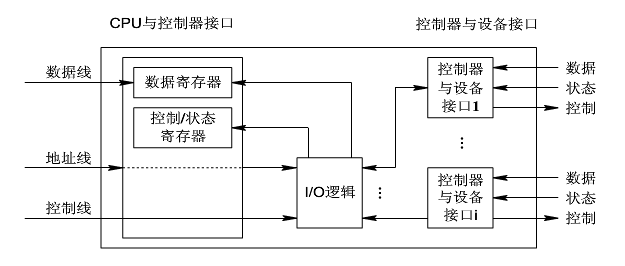 CPU与控制器接口
控制器与设备接口
数据线
数据寄存器
控制/状态
寄存器
地址线
控制线
I/O逻辑
控制器
与设备
接口1
数据
状态
控制
⋮
⋮
控制器
与设备
接口i
数据
状态
控制